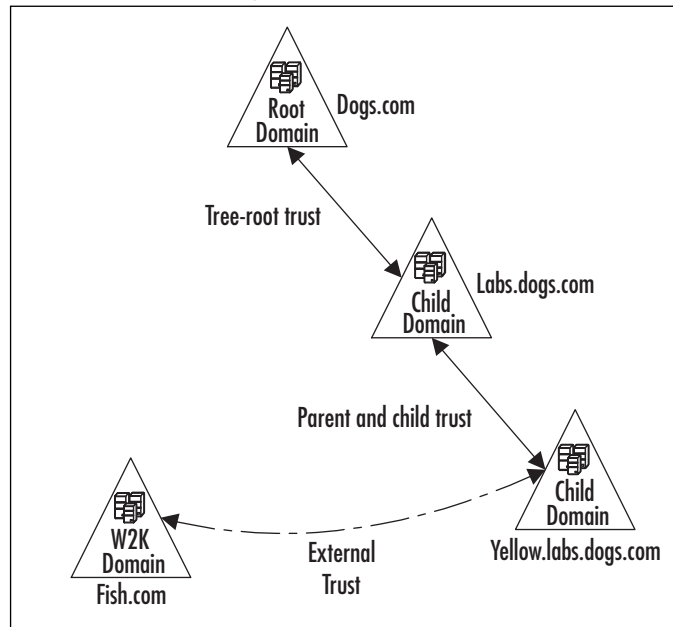 Root
Domain
Dogs.com
Tree-root trust
Child
Domain
Labs.dogs.com
Parent and child trust
Child
Domain
Yellow.labs.dogs.com
W2K
Domain
Fish.com
External
Trust